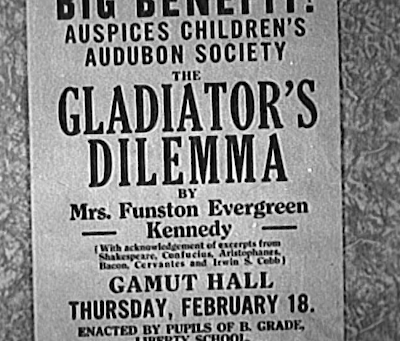 BIG BENEFIT!
AUSPICES CHILDREN'S
AUDUBON SOCIETY
THE
GLADIATOR'S
DILEMMA
BY
Mrs. Funston Evergreen
Kennedy
(With acknowledgement of excerpts from
Shakespeare, Confucius, Aristophanes,
Bacon, Cervantes and Irwin S. Cobb)
GAMUT HALL
THURSDAY, FEBRUARY 18.
ENACTED BY PUPILS OF B. GRADE,
LIBERTY SCHOOL.